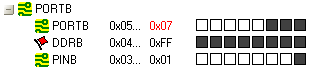 PORTB
PORTB 0x05... 0x07
DDRB 0x04... 0xFF
PINB 0x03... 0x01